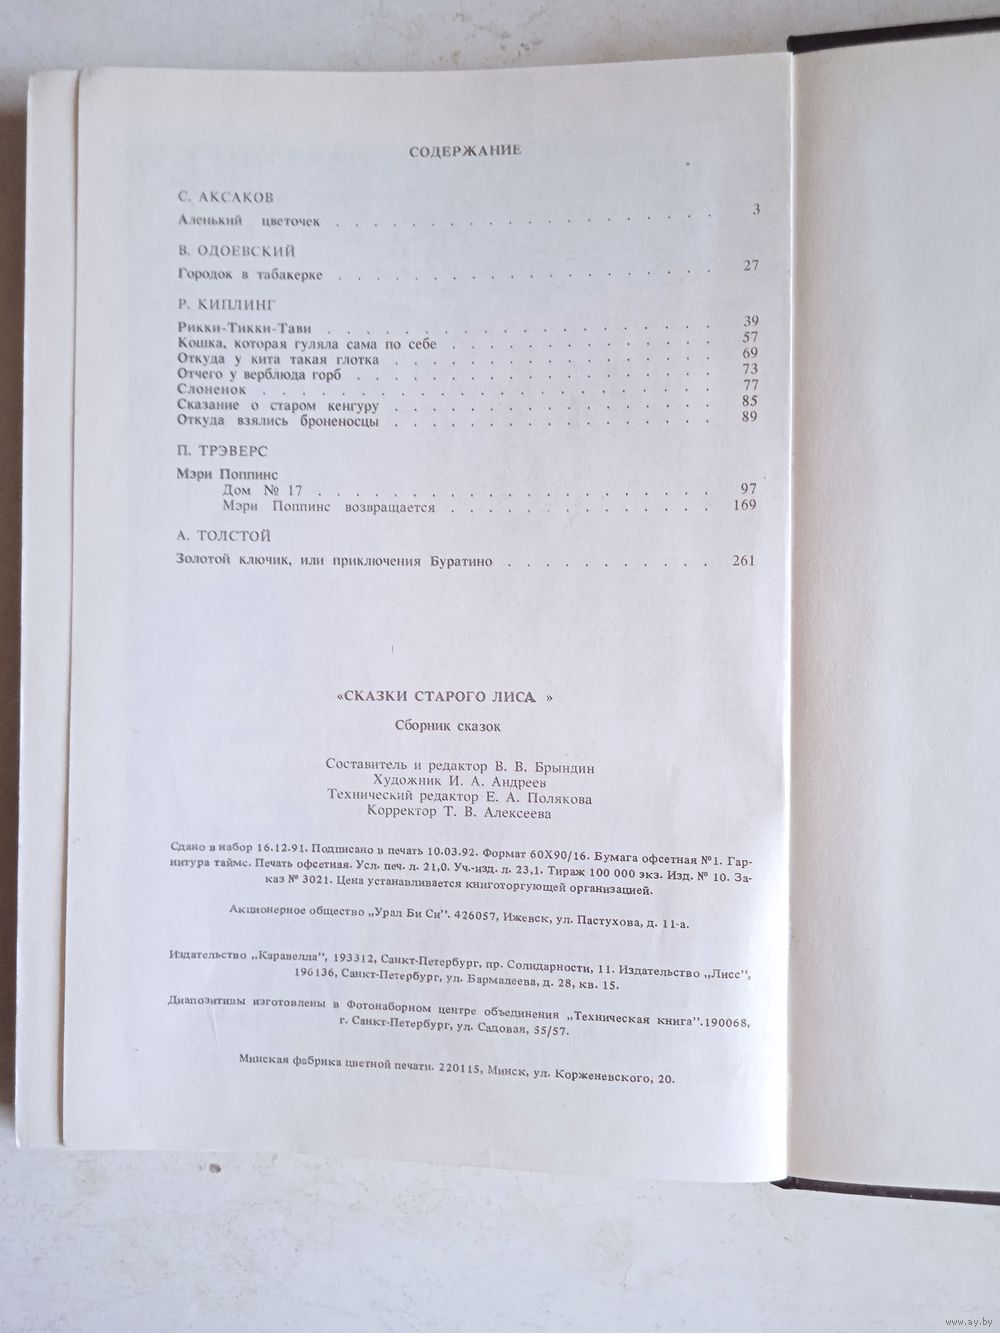 СОДЕРЖАНИЕ
С. АКСАКОВ
Аленький цветочек . . . . . . . . . . . . . . . . . . . . 3
В. ОДОЕВСКИЙ
Городок в табакерке . . . . . . . . . . . . . . . . . . . . 27
Р. КИПЛИНГ
Рикки-Тикки-Тави . . . . . . . . . . . . . . . . . . . . . 39
Кошка, которая гуляла сама по себе . . . . . . . . . . . . . . 57
Откуда у кита такая глотка . . . . . . . . . . . . . . . . . 69
Отчего у верблюда горб . . . . . . . . . . . . . . . . . . . 73
Слоненок . . . . . . . . . . . . . . . . . . . . . . . . 77
Сказание о старом кенгуру . . . . . . . . . . . . . . . . . 85
Откуда взялись броненосцы . . . . . . . . . . . . . . . . . 89
П. ТРЭВЕРС
Мэри Поппинс
Дом № 17 . . . . . . . . . . . . . . . . . . . . . 97
Мэри Поппинс возвращается . . . . . . . . . . . . . . 169
А. ТОЛСТОЙ
Золотой ключик, или приключения Буратино . . . . . . . . . . . 261
«СКАЗКИ СТАРОГО ЛИСА »
Сборник сказок
Составитель и редактор В. В. Брындин
Художник И. А. Андреев
Технический редактор Е. А. Полякова
Корректор Т. В. Алексеева
Сдано в набор 16.12.91. Подписано в печать 10.03.92. Формат 60Х90/16. Бумага офсетная №1. Гар-
нитура таймс. Печать офсетная. Усл. печ. л. 21,0. Уч.-изд. л. 23,1. Тираж 100 000 экз. Изд. № 10. За-
каз № 3021. Цена устанавливается книготоргующей организацией.
Акционерное общество „Урал Би Си”. 426057, Ижевск, ул. Пастухова, д. 11-а.
Издательство „Каравелла”, 193312, Санкт-Петербург, пр. Солидарности, 11. Издательство „Лисс”,
196136, Санкт-Петербург, ул. Бармалеева, д. 28, кв. 15.
Диапозитивы изготовлены в Фотонаборном центре объединения „Техническая книга”.190068,
г. Санкт-Петербург, ул. Садовая, 55/57.
Минская фабрика цветной печати. 220115, Минск, ул. Корженевского, 20.
www.ay.by